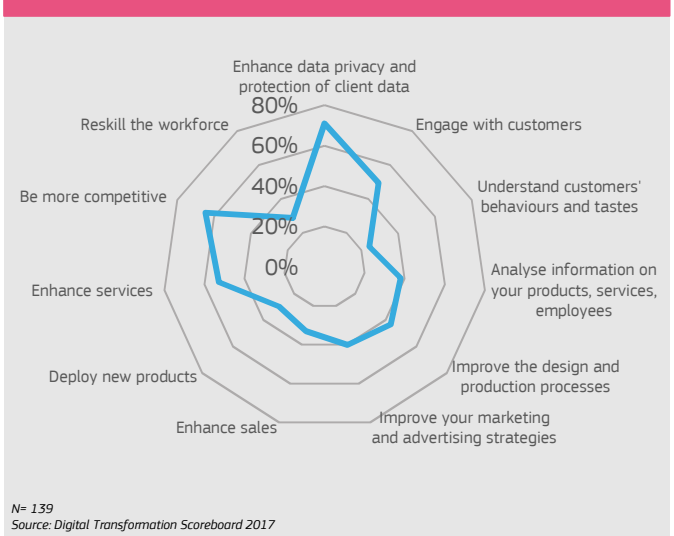 Enhance data privacy and
protection of client data
80%
Reskill the workforce
Engage with customers
60%
40%
Be more competitive
Understand customers'
behaviours and tastes
20%
0%
Enhance services
Analyse information on
your products, services,
employees
Deploy new products
Improve the design and
production processes
Enhance sales
Improve your marketing
and advertising strategies
N= 139
Source: Digital Transformation Scoreboard 2017